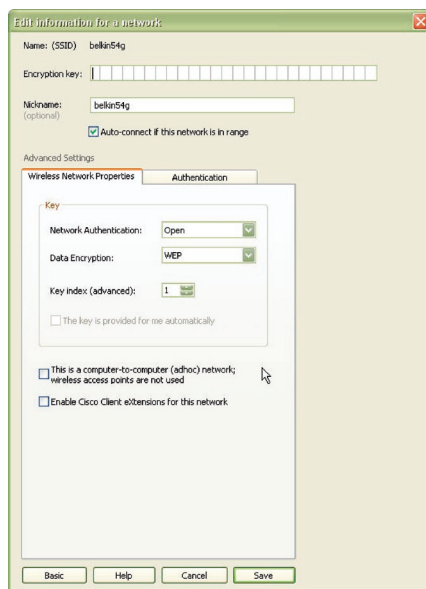 Edit information for a network
Name: (SSID) belkin54g
Encryption key:
Nickname: belkin54g
(optional)
Auto-connect if this network is in range
Advanced Settings
Wireless Network Properties Authentication
Key
Network Authentication: Open
Data Encryption: WEP
Key index (advanced): 1
The key is provided for me automatically
This is a computer-to-computer (adhoc) network;
wireless access points are not used
Enable Cisco Client eXtensions for this network
Basic Help Cancel Save